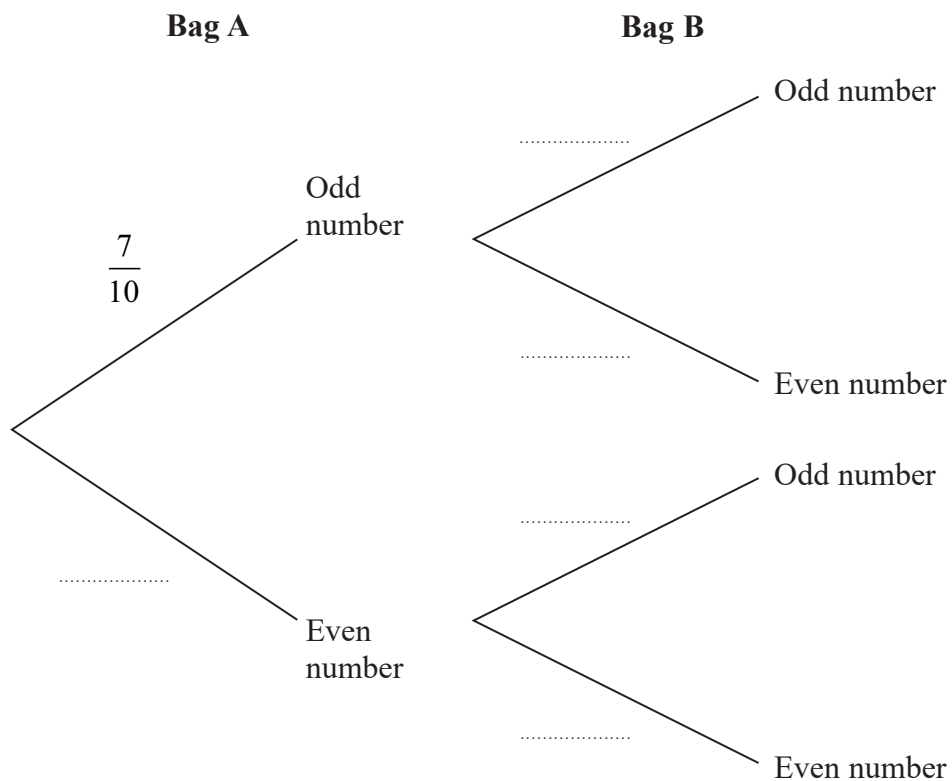 Bag A
Bag B
Odd number
....................
Odd
number
7
10
....................
Even number
Odd number
....................
....................
Even
number
....................
Even number